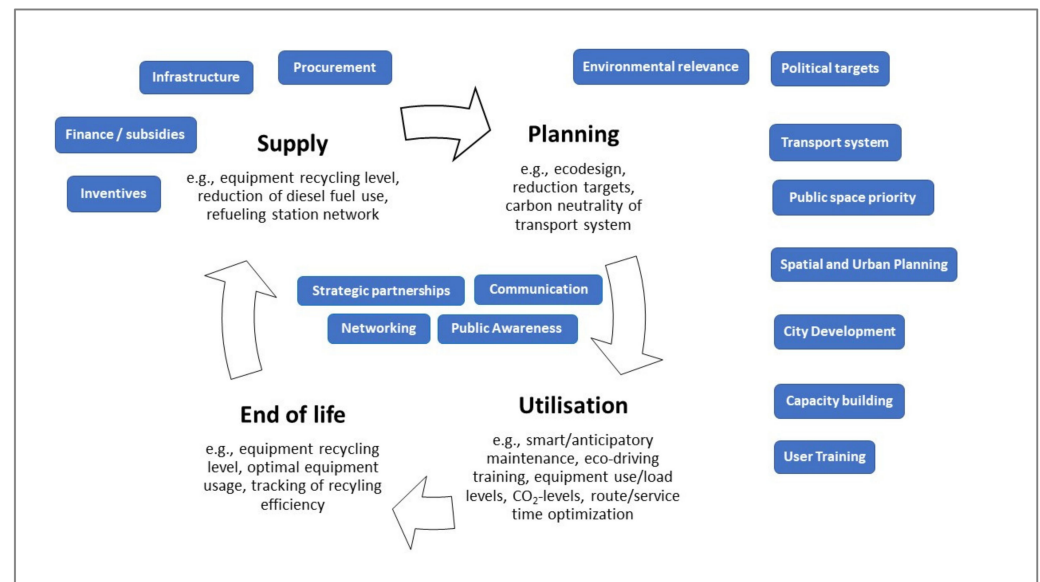 Infrastructure
Procurement
Finance / subsidies
Inventives
Supply
e.g., equipment recycling level,
reduction of diesel fuel use,
refueling station network
Environmental relevance
Political targets
Planning
e.g., ecodesign,
reduction targets,
carbon neutrality of
transport system
Transport system
Public space priority
Spatial and Urban Planning
City Development
Capacity building
User Training
Strategic partnerships
Communication
Networking
Public Awareness
End of life
e.g., equipment recycling
level, optimal equipment
usage, tracking of recyling
efficiency
Utilisation
e.g., smart/anticipatory
maintenance, eco-driving
training, equipment use/load
levels, CO₂-levels, route/service
time optimization